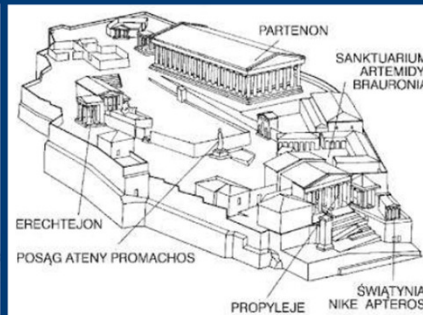 PARTENON
SANKTUARIUM
ARTEMIDY
BRAURONIA
ERECHTEJON
POSĄG ATENY PROMACHOS
PROPYLEJE
ŚWIĄTYNIA
NIKE APTEROS